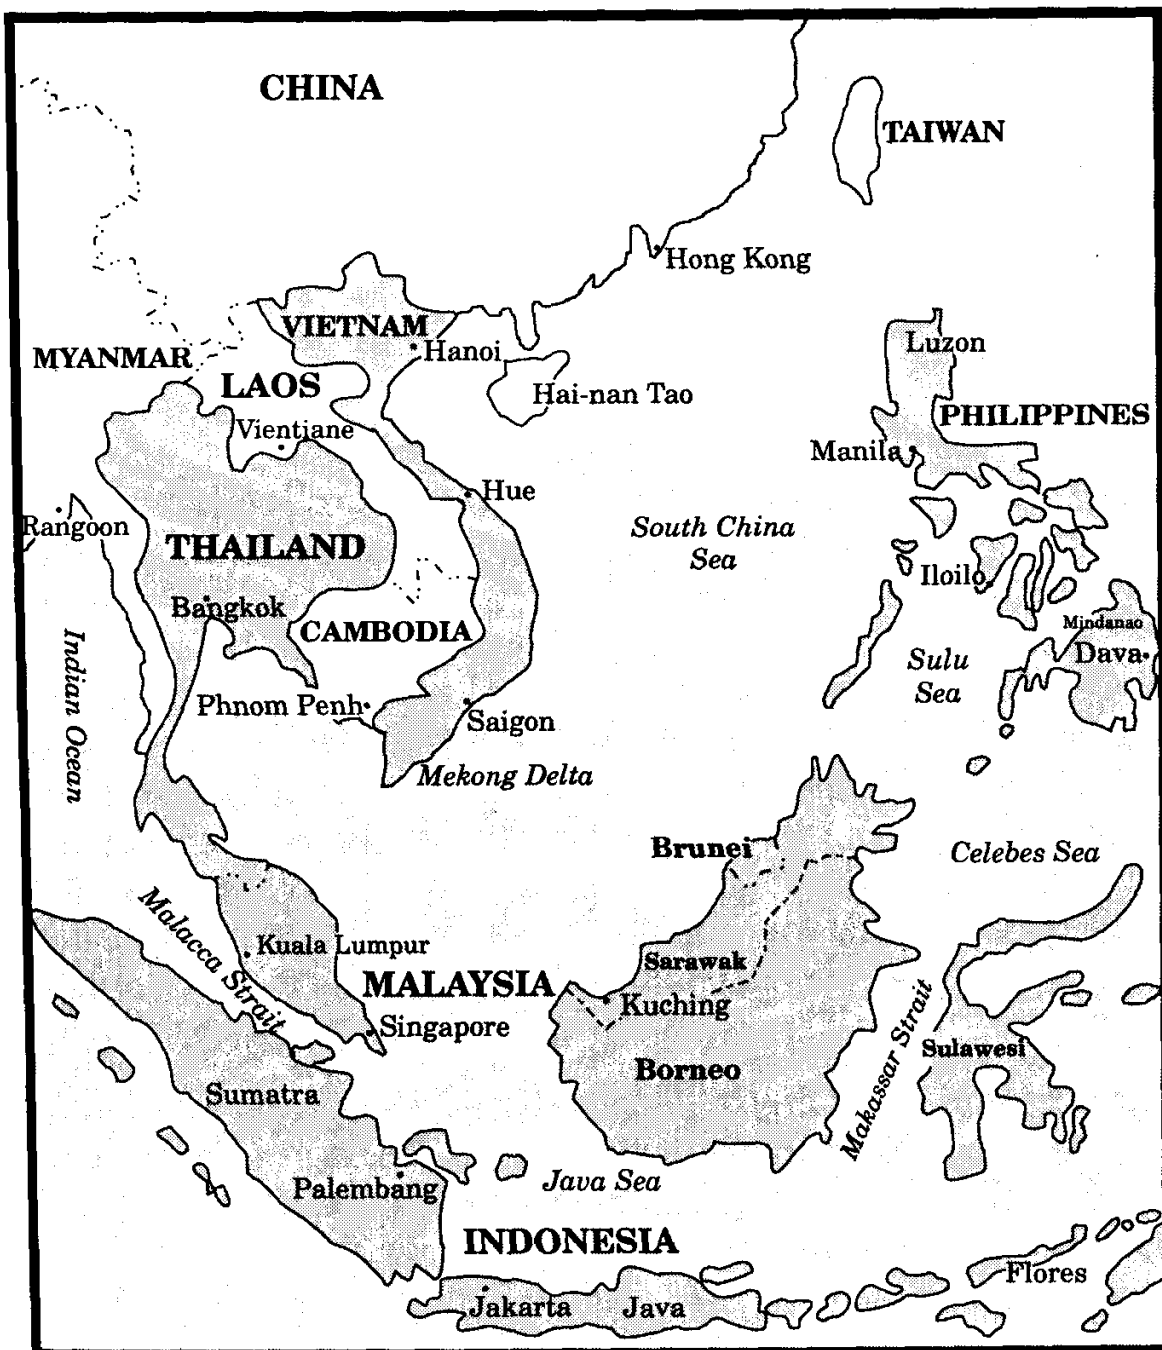 CHINA
TAIWAN
Hong Kong
VIETNAM
Hanoi
MYANMAR
LAOS
Hai-nan Tao
Luzon
PHILIPPINES
Vientiane
Manila
Hue
Rangoon
South China
Sea
THAILAND
Iloilo
Bangkok
CAMBODIA
Mindanao
Dava
Indian Ocean
Sulu
Sea
Phnom Penh
Saigon
Mekong Delta
Brunei
Celebes Sea
Malacca Strait
Kuala Lumpur
Sarawak
MALAYSIA
Kuching
Singapore
Makassar Strait
Sulawesi
Borneo
Sumatra
Palembang
Java Sea
INDONESIA
Flores
Jakarta
Java